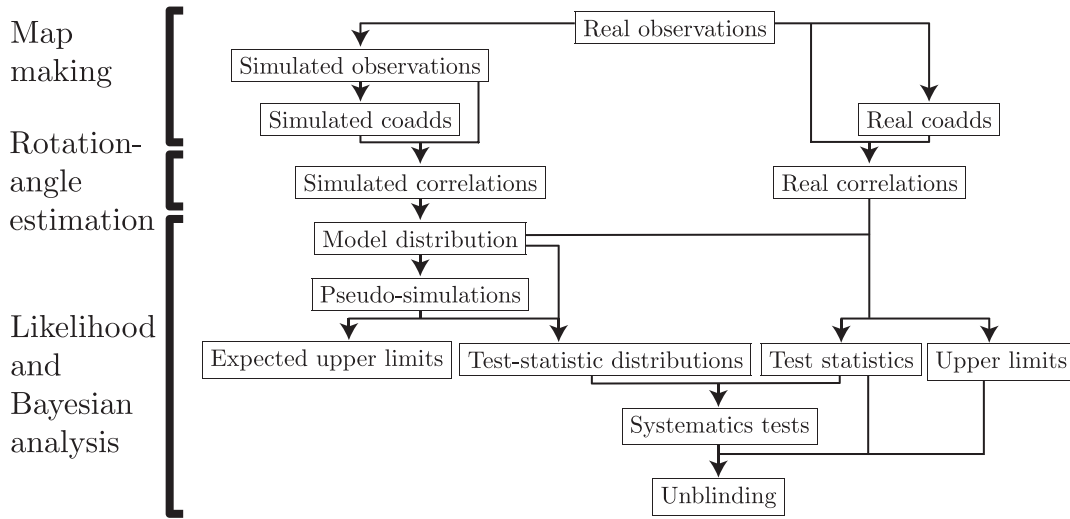 Map
making
Rotation-
angle
estimation
Likelihood
and
Bayesian
analysis
Real observations
Simulated observations
Simulated coadds
Real coadds
Simulated correlations
Real correlations
Model distribution
Pseudo-simulations
Expected upper limits
Test-statistic distributions
Test statistics
Upper limits
Systematics tests
Unblinding